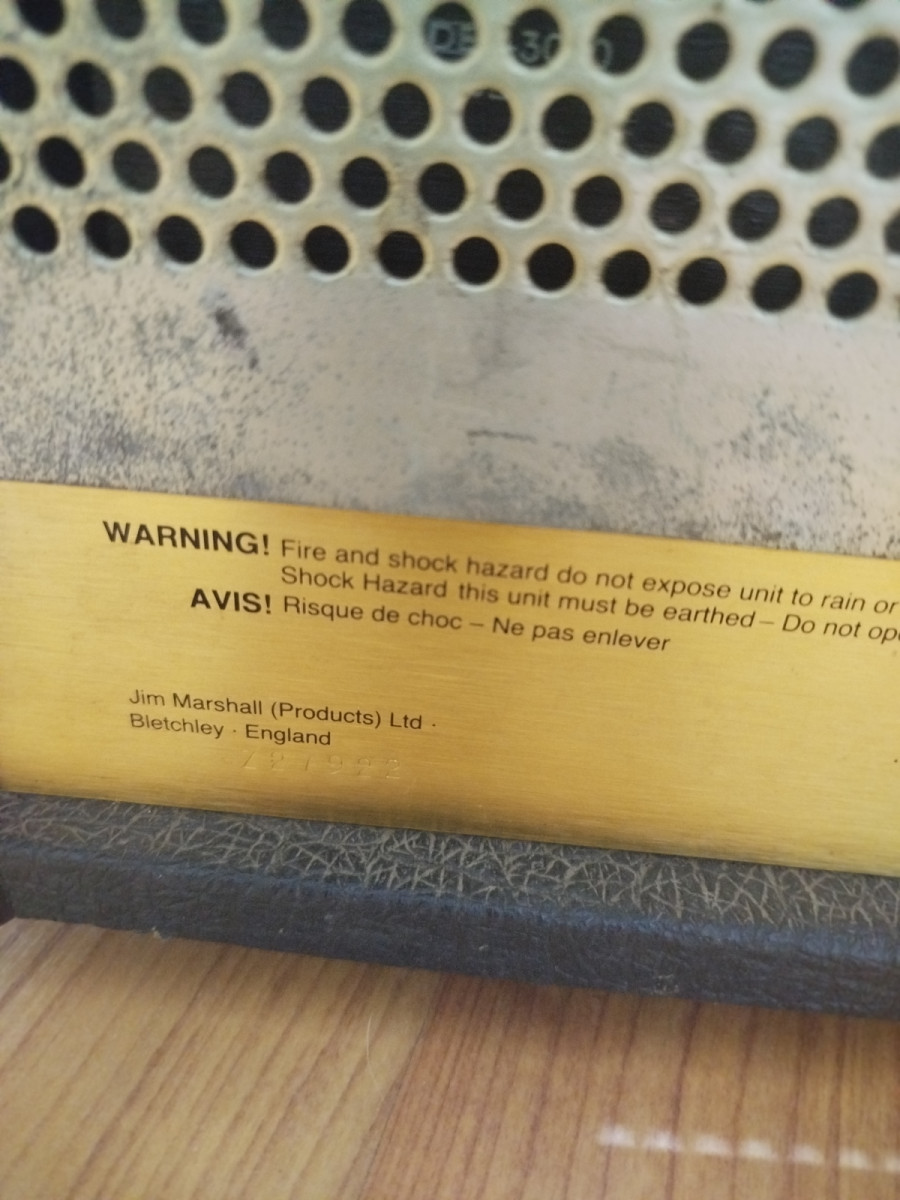 WARNING! Fire and shock hazard do not expose unit to rain or
Shock Hazard this unit must be earthed – Do not op
AVIS! Risque de choc – Ne pas enlever
Jim Marshall (Products) Ltd ·
Bletchley · England